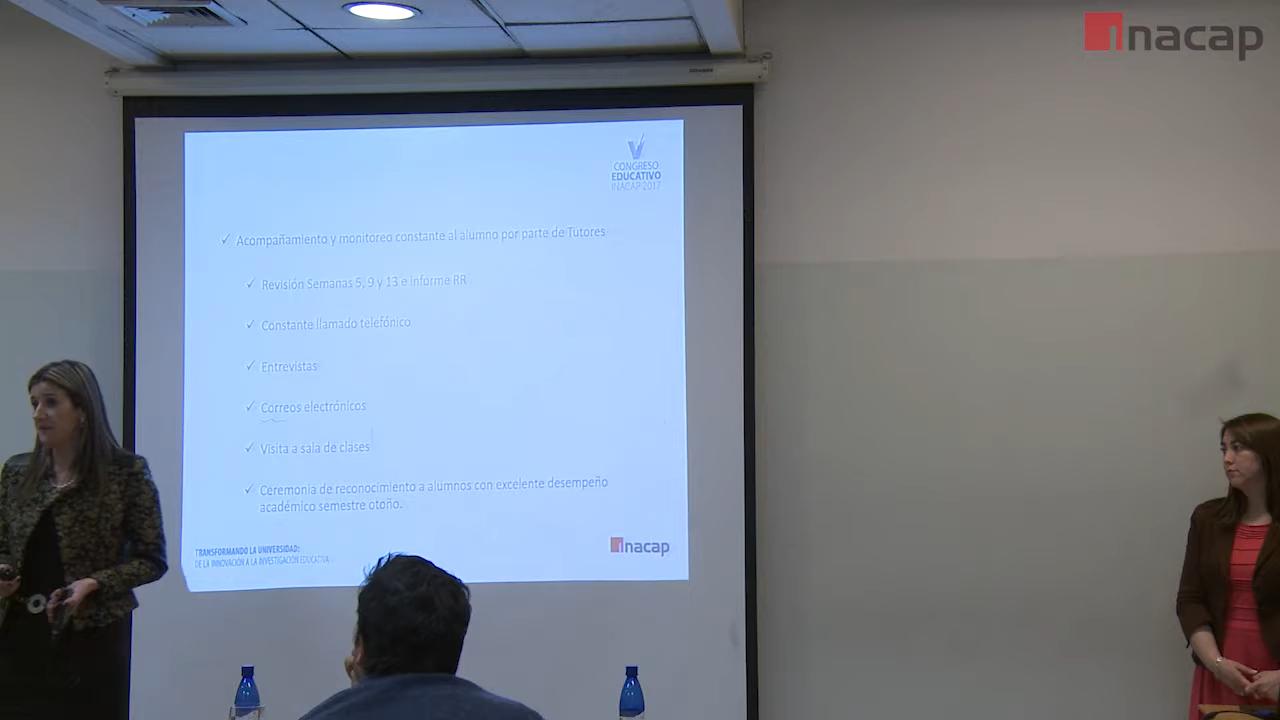 inacap
V
CONGRESO
EDUCATIVO
INACAP 2017
✓ Acompañamiento y monitoreo constante al alumno por parte de Tutores
✓ Revisión Semanas 5, 9 y 13 e informe RR
✓ Constante llamado telefónico
✓ Entrevistas
✓ Correos electrónicos
✓ Visita a sala de clases
✓ Ceremonia de reconocimiento a alumnos con excelente desempeño
académico semestre otoño.
TRANSFORMANDO LA UNIVERSIDAD:
DE LA INNOVACIÓN A LA INVESTIGACIÓN EDUCATIVA
inacap